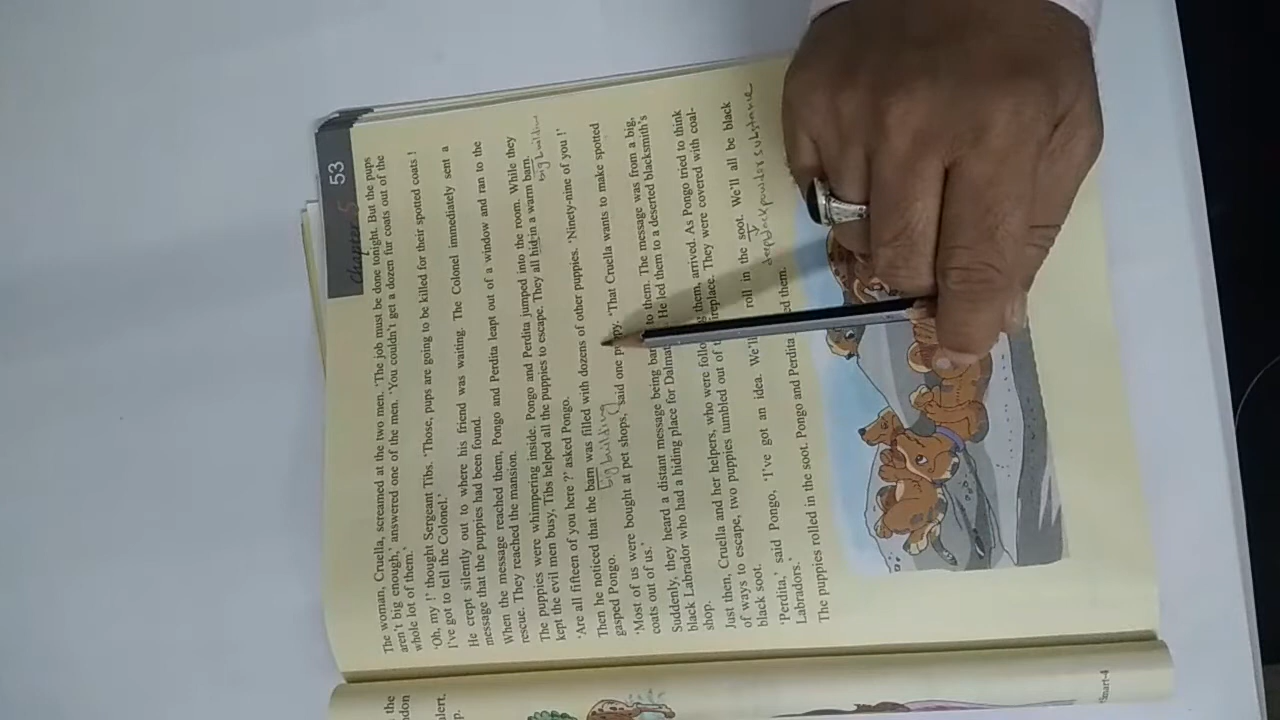 53
Chapter 5
The woman, Cruella, screamed at the two men. 'The job must be done tonight. But the pups
aren't big enough,' answered one of the men. 'You couldn't get a dozen fur coats out of the
whole lot of them.'
'Oh, my !' thought Sergeant Tibs. 'Those, pups are going to be killed for their spotted coats !
I've got to tell the Colonel.'
He crept silently out to where his friend was waiting. The Colonel immediately sent a
message that the puppies had been found.
When the message reached them, Pongo and Perdita leapt out of a window and ran to the
rescue. They reached the mansion.
The puppies were whimpering inside. Pongo and Perdita jumped into the room. While they
kept the evil men busy, Tibs helped all the puppies to escape. They all hid in a warm barn.
big building
'Are all fifteen of you here ?' asked Pongo.
Then he noticed that the barn was filled with dozens of other puppies. 'Ninety-nine of you !'
big building
gasped Pongo.
'Most of us were bought at pet shops,' said one puppy. 'That Cruella wants to make spotted
coats out of us.'
Suddenly, they heard a distant message being to them. The message was from a big,
black Labrador who had a hiding place for He led them to a deserted blacksmith's
shop.
Just then, Cruella and her helpers, who were them, arrived. As Pongo tried to think
of ways to escape, two puppies tumbled out of They were covered with coal-
black soot.
'Perdita,' said Pongo, 'I've got an idea. We'll roll in the soot. We'll all be black
deep black powder substance
Labradors.'
The puppies rolled in the soot. Pongo and Perdita them.
the
alert.